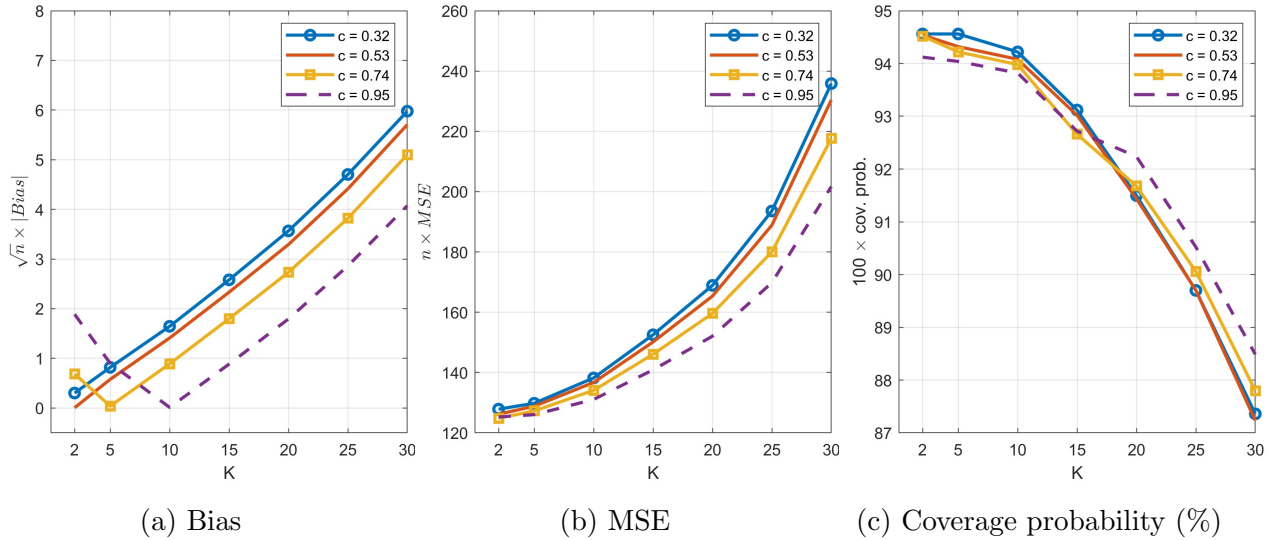 8
7
6
5
4
3
2
1
0
√n × |Bias|
2 5 10 15 20 25 30
K
c = 0.32
c = 0.53
c = 0.74
c = 0.95
(a) Bias
260
240
220
200
180
160
140
120
n × MSE
2 5 10 15 20 25 30
K
c = 0.32
c = 0.53
c = 0.74
c = 0.95
(b) MSE
95
94
93
92
91
90
89
88
87
100 × cov. prob.
2 5 10 15 20 25 30
K
c = 0.32
c = 0.53
c = 0.74
c = 0.95
(c) Coverage probability (%)